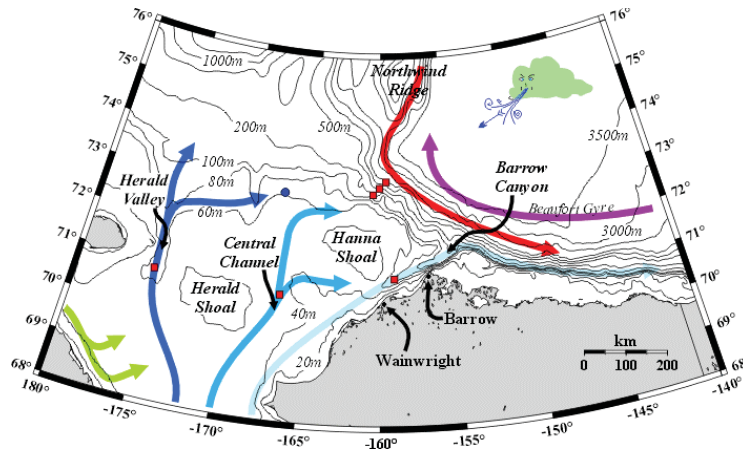 76°
76°
75°
75°
74°
74°
73°
73°
72°
72°
71°
71°
70°
70°
69°
69°
68°
68°
180°
-175°
-170°
-165°
-160°
-155°
-150°
-145°
-140°
1000m
Northwind
Ridge
200m
500m
3500m
100m
80m
60m
Herald
Valley
Barrow
Canyon
Beaufort Gyre
3000m
Central
Channel
Hanna
Shoal
Herald
Shoal
40m
20m
Barrow
Wainwright
km
0 100 200